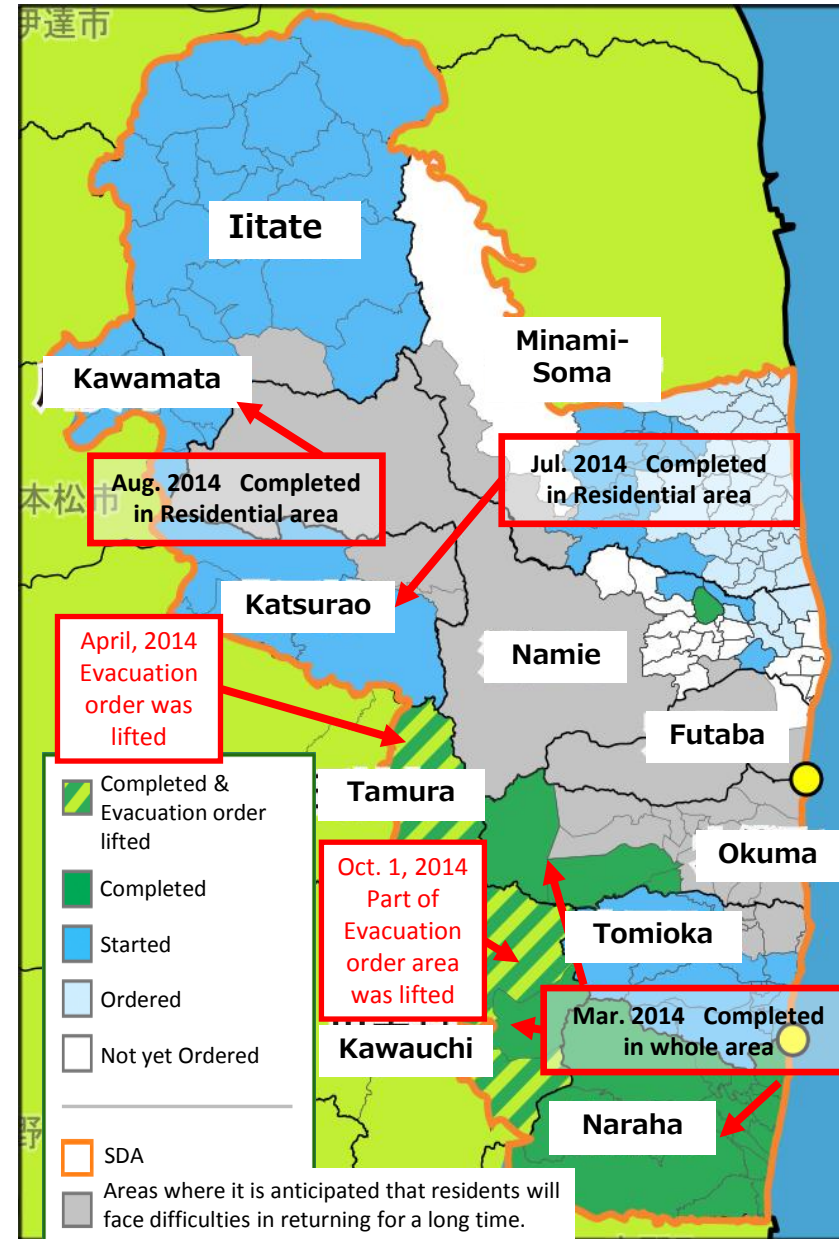 伊達市
Iitate
Minami-
Soma
Kawamata
Aug. 2014 Completed
in Residential area
Jul. 2014 Completed
in Residential area
本松市
Katsurao
April, 2014
Evacuation
order was
lifted
Namie
Futaba
Tamura
Okuma
Oct. 1, 2014
Part of
Evacuation
order area
was lifted
Tomioka
Mar. 2014 Completed
in whole area
Kawauchi
Naraha
Completed &
Evacuation order
lifted
Completed
Started
Ordered
Not yet Ordered
野
SDA
Areas where it is anticipated that residents will
face difficulties in returning for a long time.